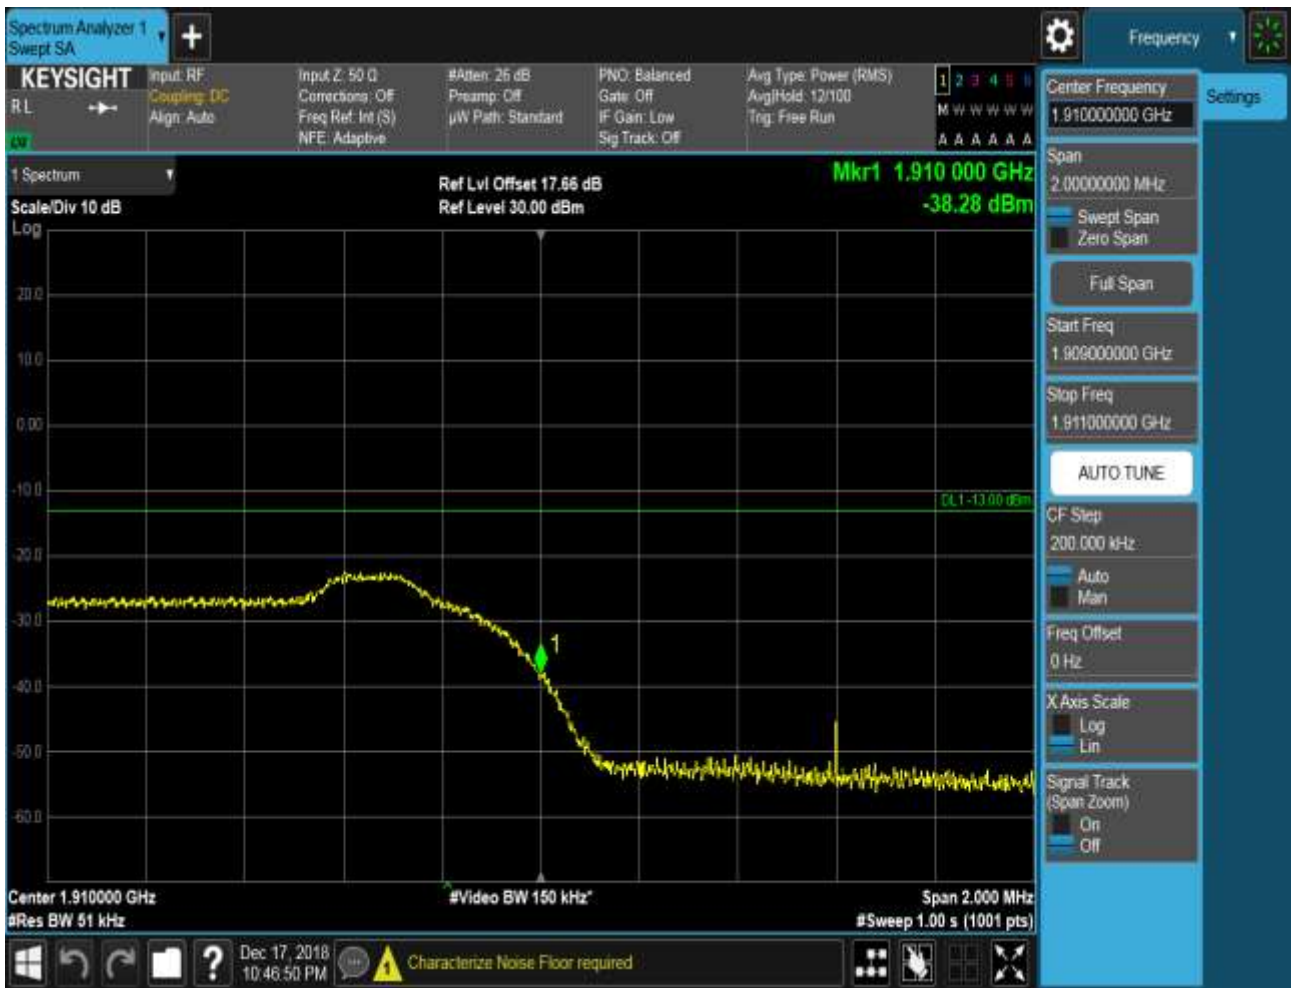 Spectrum Analyzer 1
Swept SA
+
Frequency
KEYSIGHT
R L
Input: RF
Coupling: DC
Align: Auto
Input Z: 50 Ω
Corrections: Off
Freq Ref: Int (S)
NFE: Adaptive
#Atten: 26 dB
Preamp: Off
µW Path: Standard
PNO: Balanced
Gate: Off
IF Gain: Low
Sig Track: Off
Avg Type: Power (RMS)
Avg|Hold: 12/100
Trig: Free Run
1 2 3 4 5 6
M W W W W W
A A A A A A
Center Frequency
1.910000000 GHz
Settings
Span
2.00000000 MHz
Swept Span
Zero Span
Full Span
Start Freq
1.909000000 GHz
Stop Freq
1.911000000 GHz
AUTO TUNE
CF Step
200.000 kHz
Auto
Man
Freq Offset
0 Hz
X Axis Scale
Log
Lin
Signal Track
(Span Zoom)
On
Off
1 Spectrum
Scale/Div 10 dB
Log
Ref Lvl Offset 17.66 dB
Ref Level 30.00 dBm
Mkr1 1.910 000 GHz
-38.28 dBm
20.0
10.0
0.00
-10.0
DL1 -13.00 dBm
-20.0
-30.0
1
-40.0
-50.0
-60.0
Center 1.910000 GHz
#Video BW 150 kHz*
Span 2.000 MHz
#Res BW 51 kHz
#Sweep 1.00 s (1001 pts)
?
Dec 17, 2018
10:46:50 PM
1
Characterize Noise Floor required